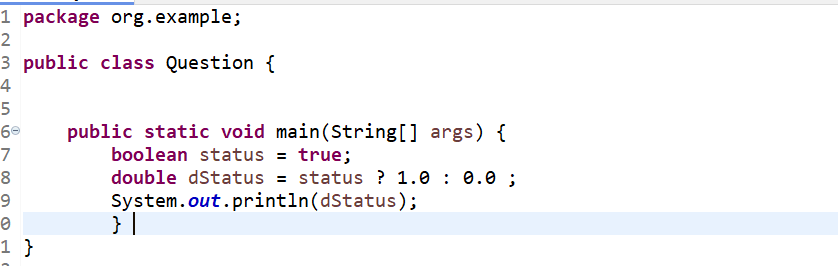 1 package org.example;
2
3 public class Question {
4
5
6 public static void main(String[] args) {
7 boolean status = true;
8 double dStatus = status ? 1.0 : 0.0 ;
9 System.out.println(dStatus);
0 }
1 }